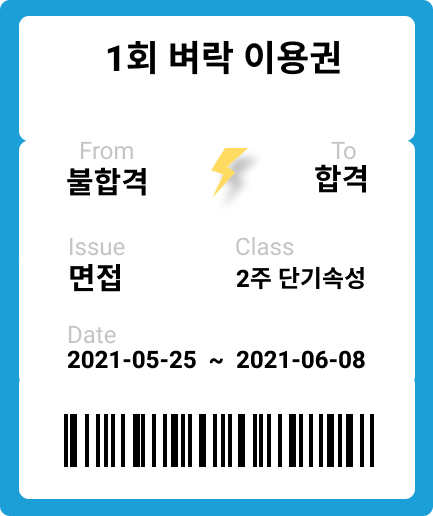 1회 벼락 이용권
From To
불합격 합격
Issue Class
면접 2주 단기속성
Date
2021-05-25 ~ 2021-06-08